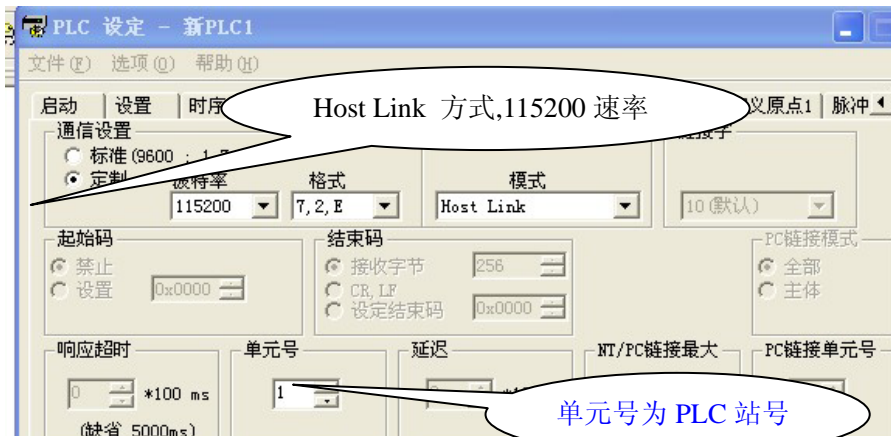 PLC 设定 - 新PLC1
文件(F) 选项(O) 帮助(H)
启动 设置 时序 义原点1 脉冲
Host Link 方式,115200 速率
通信设置
标准(9600 ; 1,
定制 波特率 格式 模式
115200 7,2,E Host Link 10(默认)
起始码 结束码 PC链接模式
禁止 接收字节 256 全部
设置 0x0000 CR,LF 主体
设定结束码 0x0000
响应超时 单元号 延迟 NT/PC链接最大 PC链接单元号
0 *100 ms 1
(缺省 5000ms)
单元号为 PLC 站号